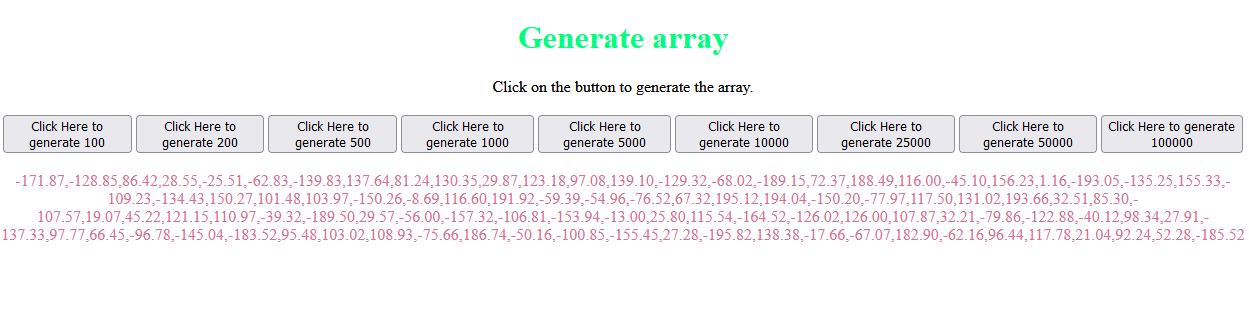 Generate array
Click on the button to generate the array.
Click Here to
generate 100
Click Here to
generate 200
Click Here to
generate 500
Click Here to
generate 1000
Click Here to
generate 5000
Click Here to
generate 10000
Click Here to
generate 25000
Click Here to
generate 50000
Click Here to generate
100000
-171.87,-128.85,86.42,28.55,-25.51,-62.83,-139.83,137.64,81.24,130.35,29.87,123.18,97.08,139.10,-129.32,-68.02,-189.15,72.37,188.49,116.00,-45.10,156.23,1.16,-193.05,-135.25,155.33,-
109.23,-134.43,150.27,101.48,103.97,-150.26,-8.69,116.60,191.92,-59.39,-54.96,-76.52,67.32,195.12,194.04,-150.20,-77.97,117.50,131.02,193.66,32.51,85.30,-
107.57,19.07,45.22,121.15,110.97,-39.32,-189.50,29.57,-56.00,-157.32,-106.81,-153.94,-13.00,25.80,115.54,-164.52,-126.02,126.00,107.87,32.21,-79.86,-122.88,-40.12,98.34,27.91,-
137.33,97.77,66.45,-96.78,-145.04,-183.52,95.48,103.02,108.93,-75.66,186.74,-50.16,-100.85,-155.45,27.28,-195.82,138.38,-17.66,-67.07,182.90,-62.16,96.44,117.78,21.04,92.24,52.28,-185.52